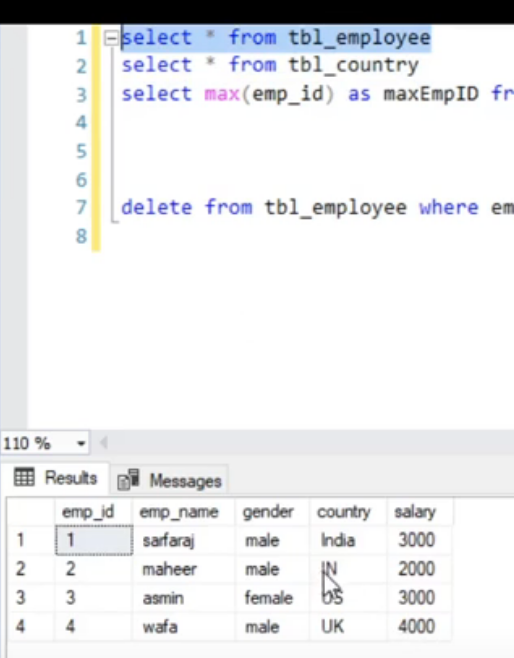 1 select * from tbl_employee
2 select * from tbl_country
3 select max(emp_id) as maxEmpID fr
4
5
6
7 delete from tbl_employee where em
8
110 %
Results Messages
emp_id emp_name gender country salary
1 1 sarfaraj male India 3000
2 2 maheer male IN 2000
3 3 asmin female US 3000
4 4 wafa male UK 4000